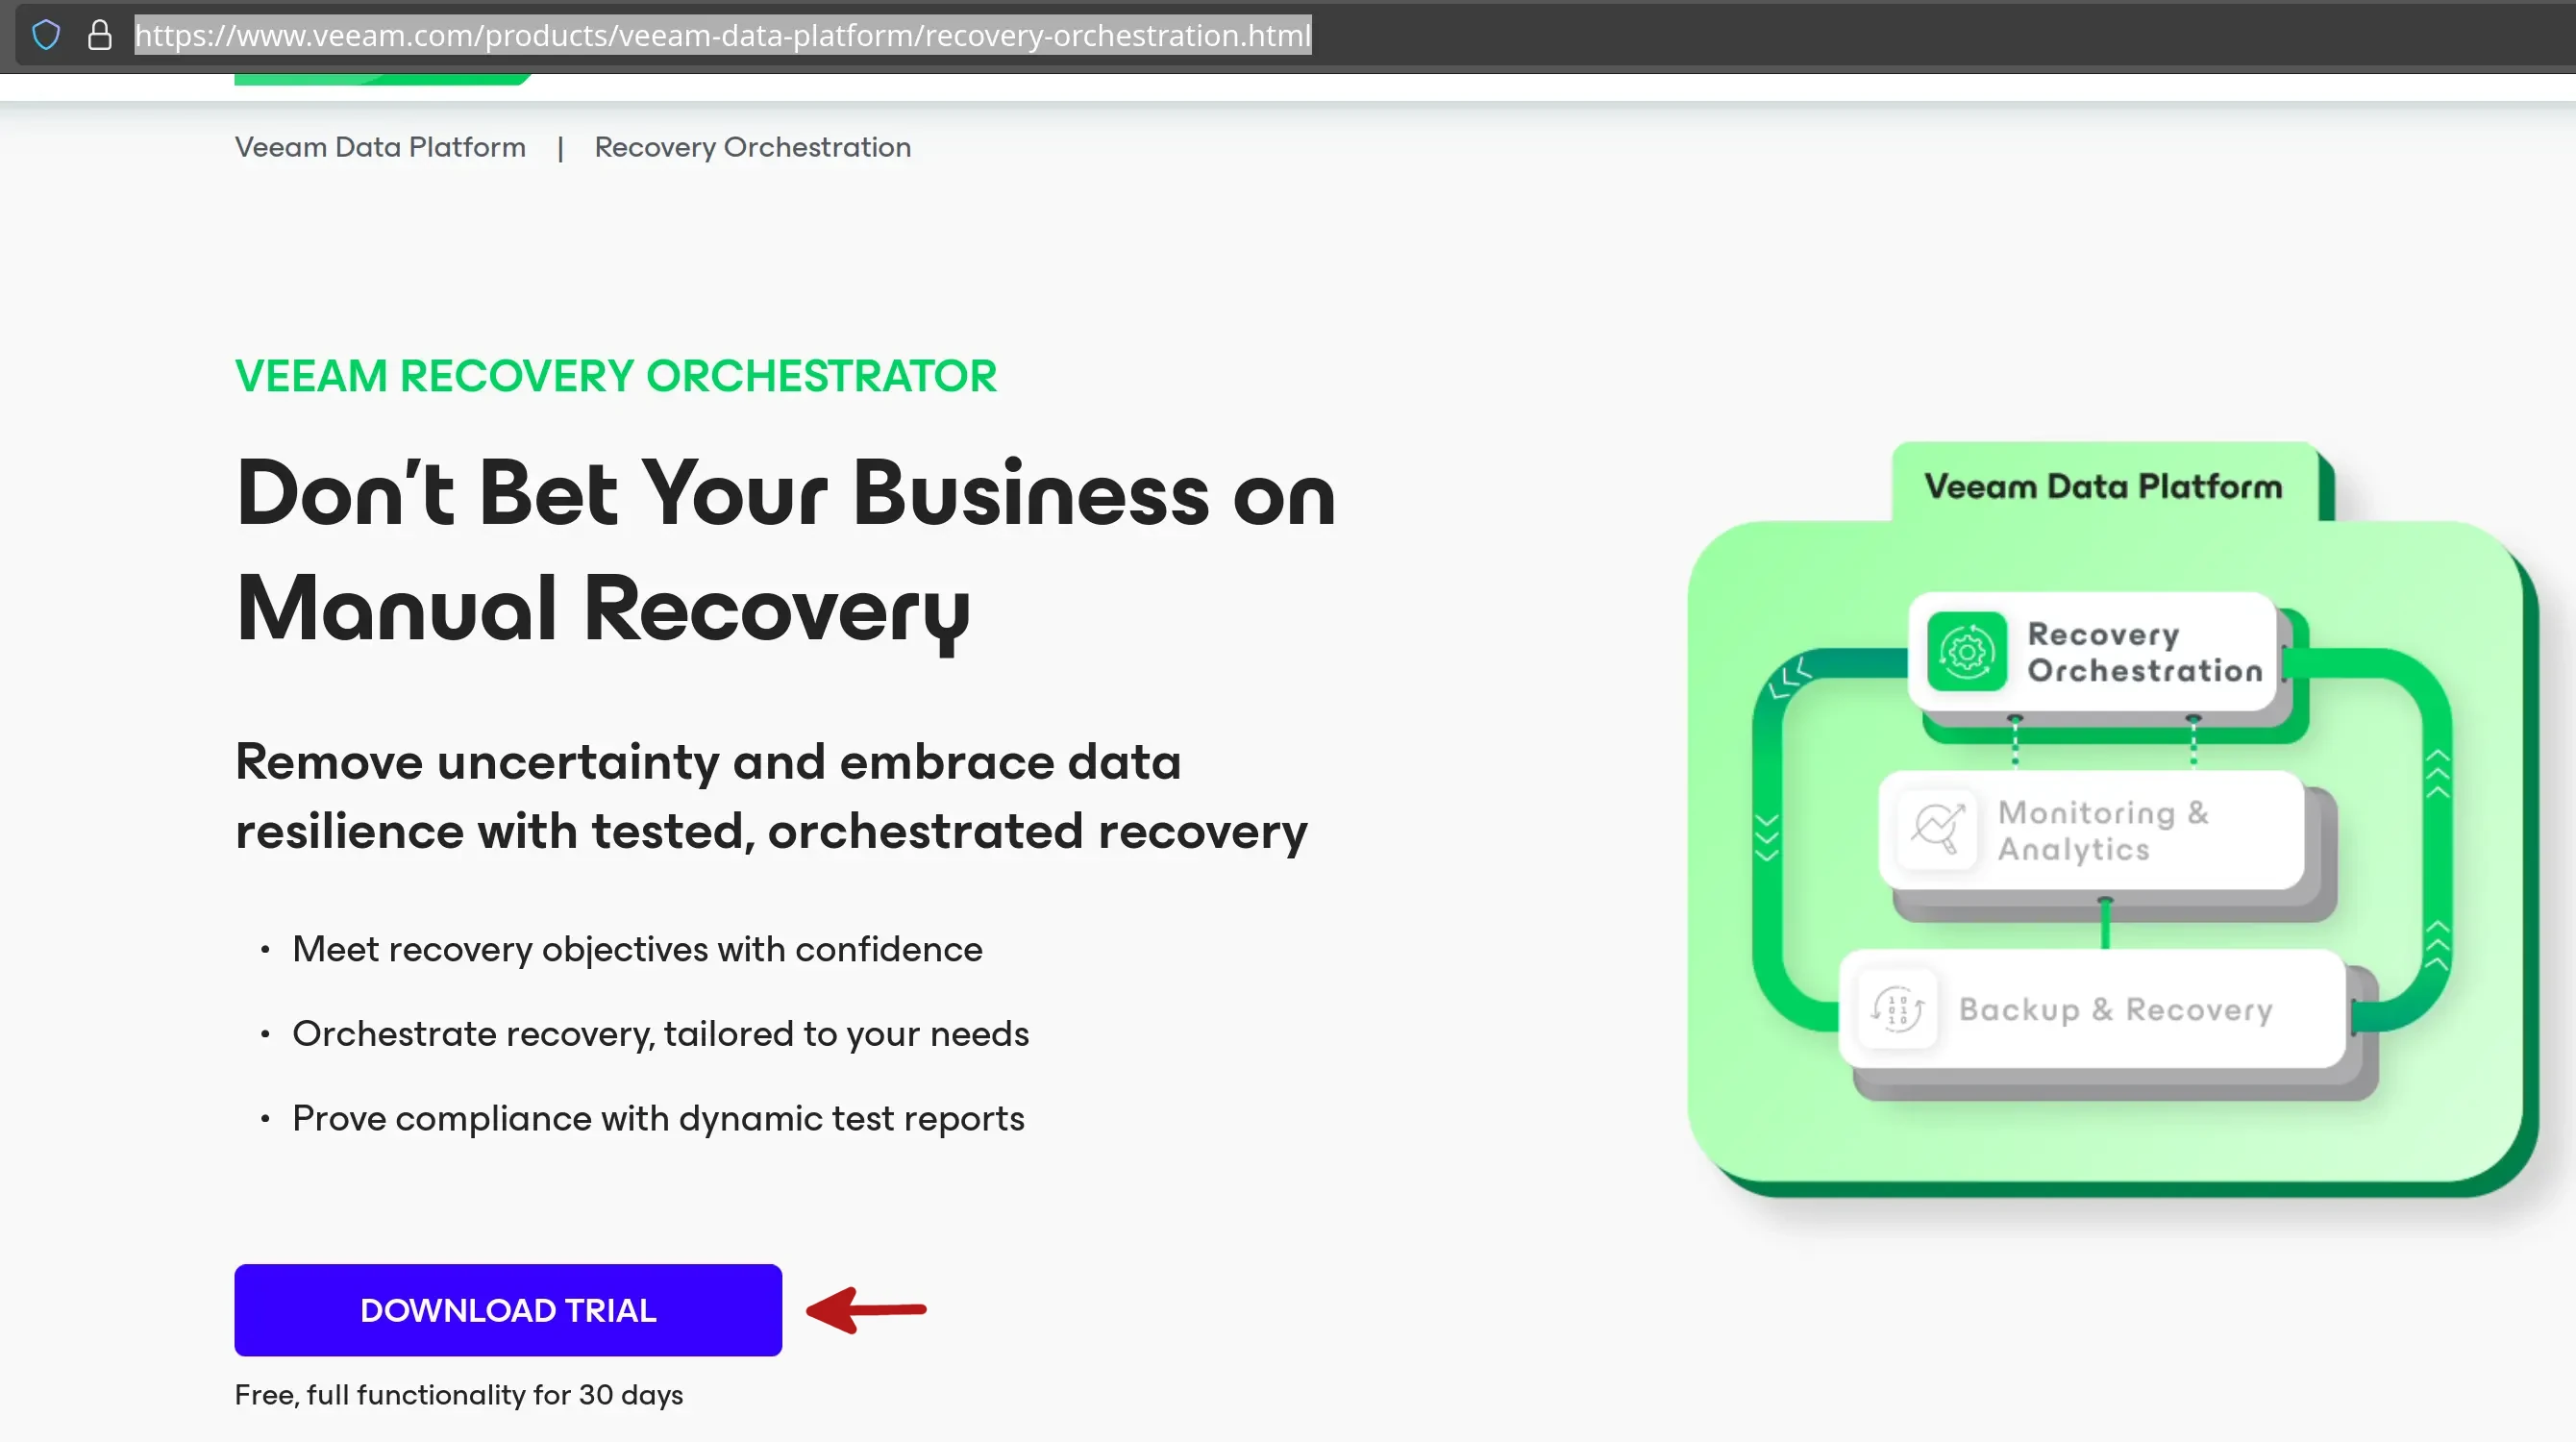 https://www.veeam.com/products/veeam-data-platform/recovery-orchestration.html
Veeam Data Platform | Recovery Orchestration
VEEAM RECOVERY ORCHESTRATOR
Don't Bet Your Business on
Manual Recovery
Remove uncertainty and embrace data
resilience with tested, orchestrated recovery
• Meet recovery objectives with confidence
• Orchestrate recovery, tailored to your needs
• Prove compliance with dynamic test reports
DOWNLOAD TRIAL
Free, full functionality for 30 days
Veeam Data Platform
Recovery
Orchestration
Monitoring &
Analytics
10
01
10
Backup & Recovery